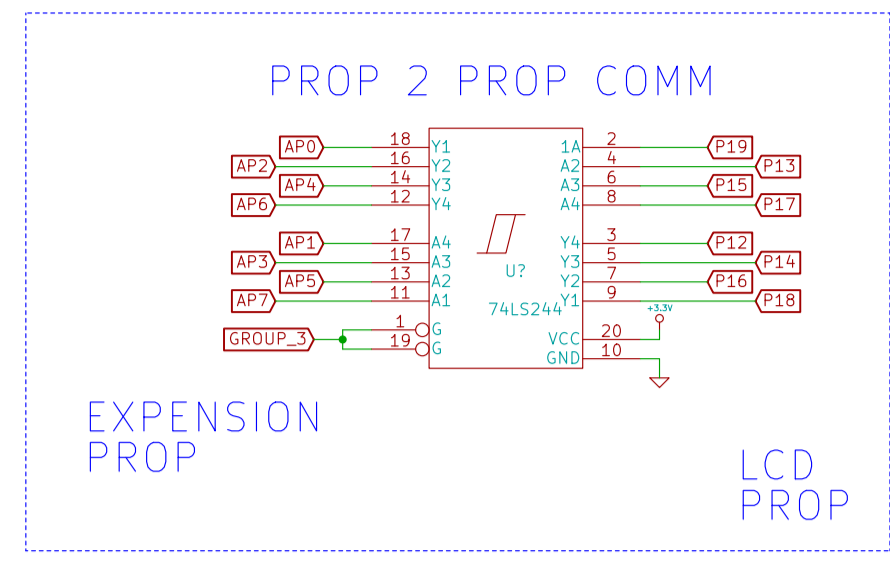 PROP 2 PROP COMM
AP0 18 Y1 1A 2 P19
AP2 16 Y2 A2 4 P13
AP4 14 Y3 A3 6 P15
AP6 12 Y4 A4 8 P17
AP1 17 A4 Y4 3 P12
AP3 15 A3 Y3 5 P14
U?
AP5 13 A2 Y2 7 P16
AP7 11 A1 74LS244 Y1 9 P18
+3.3V
1 G
GROUP_3 VCC 20
19 G GND 10
EXPENSION
PROP
LCD
PROP